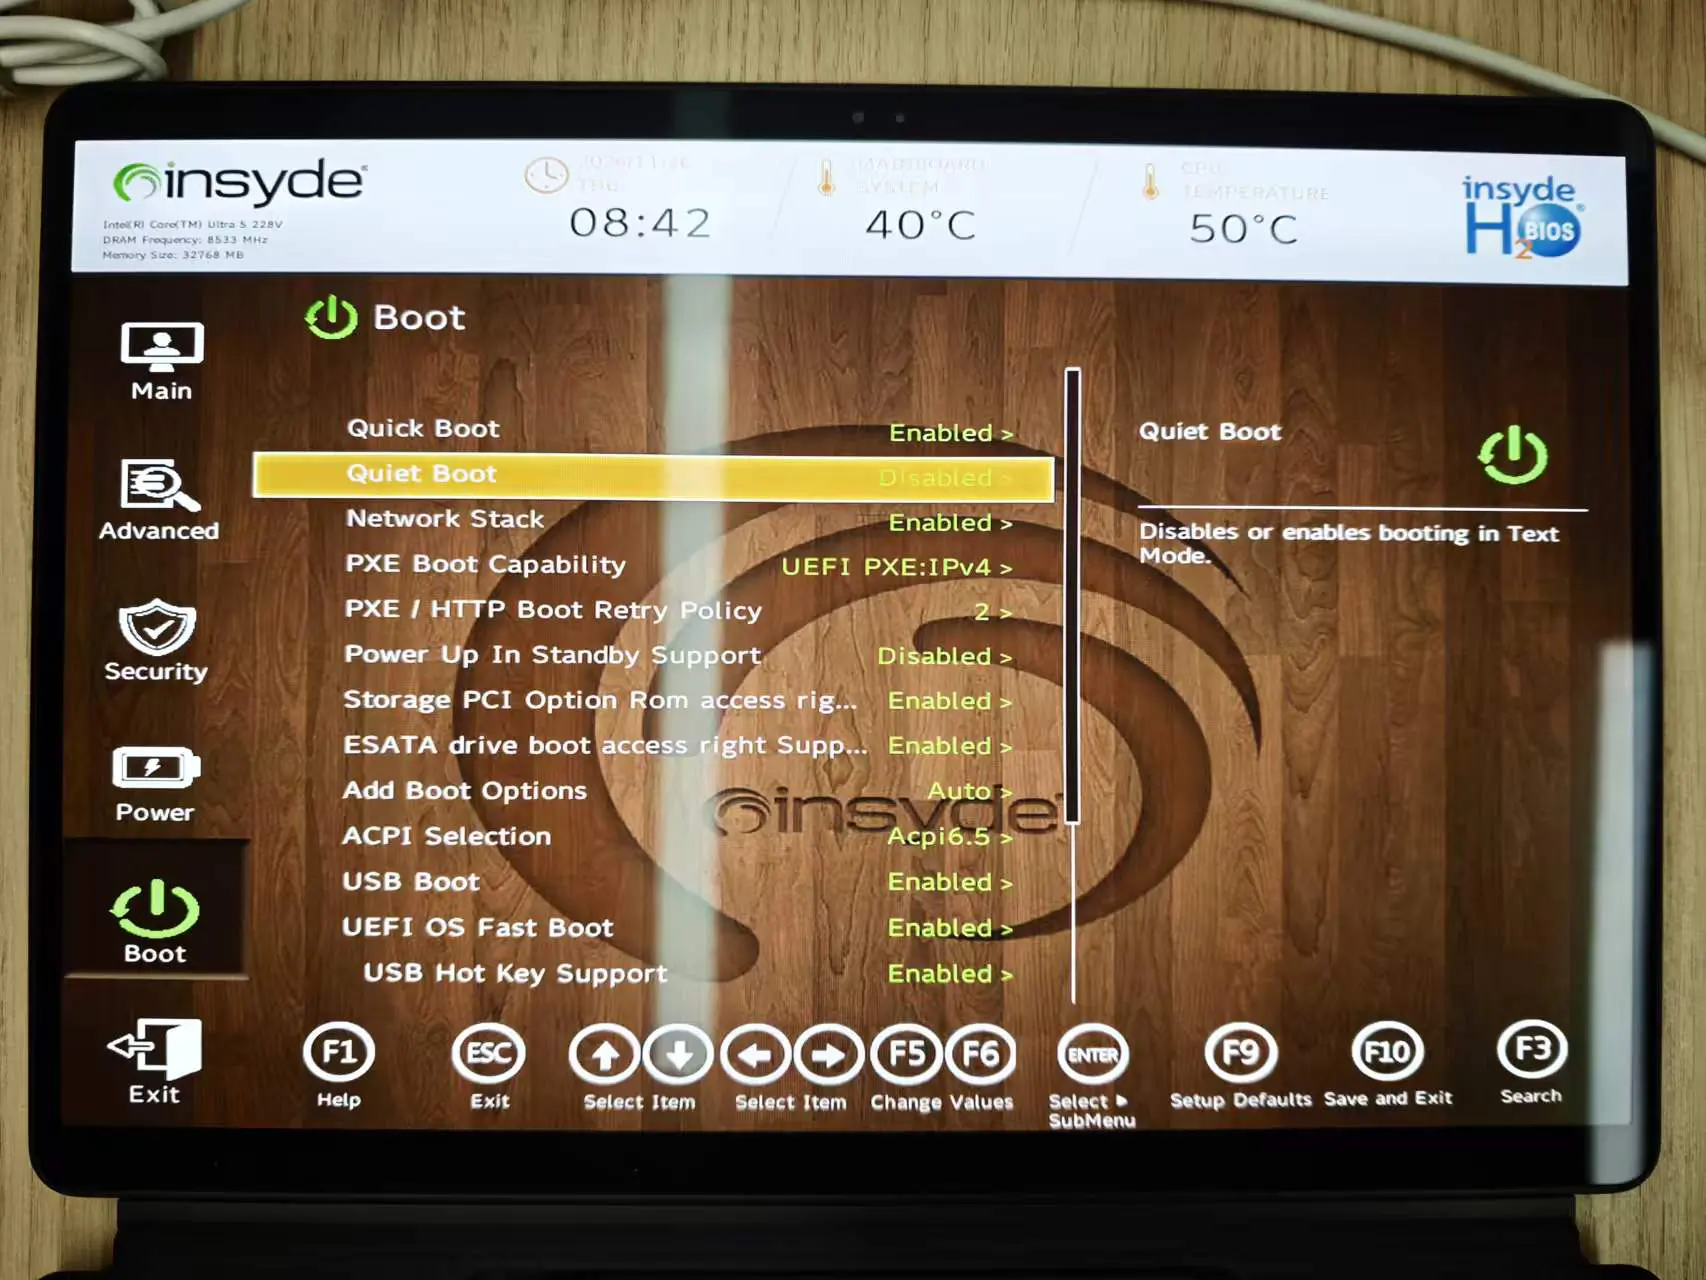 insyde
Intel(R) Core(TM) Ultra 5 228V
DRAM Frequency: 8533 MHz
Memory Size: 32768 MB
THU
08:42
MAINBOARD
SYSTEM
40°C
CPU
TEMPERATURE
50°C
insyde
H2O BIOS
Boot
Main
Advanced
Security
Power
Boot
Exit
Quick Boot Enabled >
Quiet Boot Disabled >
Network Stack Enabled >
PXE Boot Capability UEFI PXE:IPv4 >
PXE / HTTP Boot Retry Policy 2 >
Power Up In Standby Support Disabled >
Storage PCI Option Rom access rig... Enabled >
ESATA drive boot access right Supp... Enabled >
Add Boot Options Auto >
ACPI Selection Acpi6.5 >
USB Boot Enabled >
UEFI OS Fast Boot Enabled >
USB Hot Key Support Enabled >
insyde
Quiet Boot
Disables or enables booting in Text
Mode.
F1
Help
ESC
Exit
Select Item
Select Item
F5 F6
Change Values
ENTER
Select ▶
SubMenu
F9
Setup Defaults
F10
Save and Exit
F3
Search